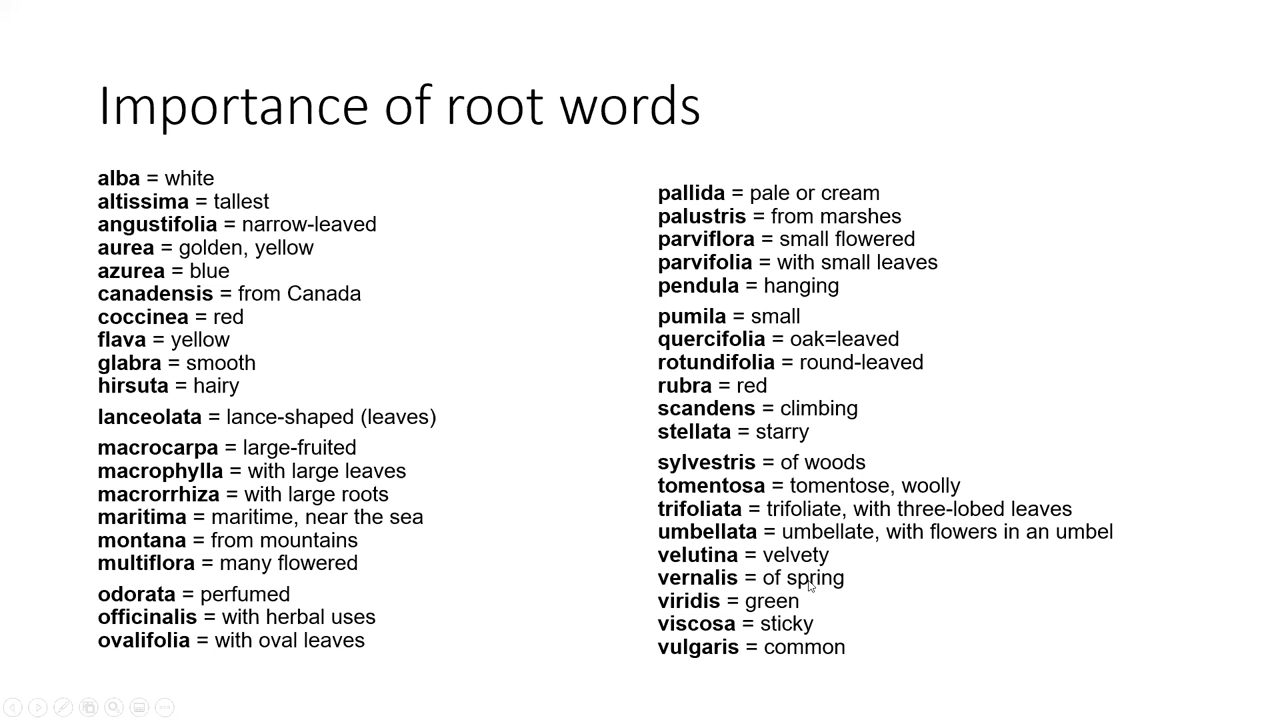 Importance of root words
alba = white
altissima = tallest
angustifolia = narrow-leaved
aurea = golden, yellow
azurea = blue
canadensis = from Canada
coccinea = red
flava = yellow
glabra = smooth
hirsuta = hairy
lanceolata = lance-shaped (leaves)
macrocarpa = large-fruited
macrophylla = with large leaves
macrorrhiza = with large roots
maritima = maritime, near the sea
montana = from mountains
multiflora = many flowered
odorata = perfumed
officinalis = with herbal uses
ovalifolia = with oval leaves
pallida = pale or cream
palustris = from marshes
parviflora = small flowered
parvifolia = with small leaves
pendula = hanging
pumila = small
quercifolia = oak=leaved
rotundifolia = round-leaved
rubra = red
scandens = climbing
stellata = starry
sylvestris = of woods
tomentosa = tomentose, woolly
trifoliata = trifoliate, with three-lobed leaves
umbellata = umbellate, with flowers in an umbel
velutina = velvety
vernalis = of spring
viridis = green
viscosa = sticky
vulgaris = common